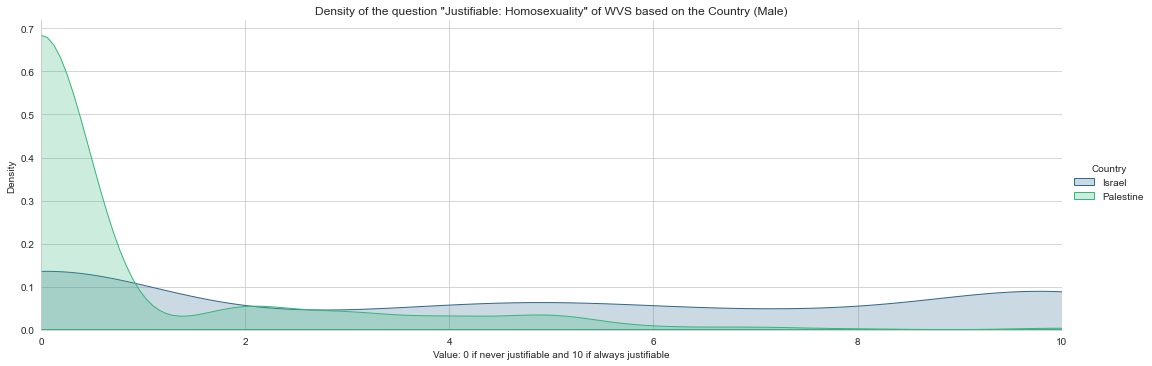 Density of the question "Justifiable: Homosexuality" of WVS based on the Country (Male)
0.7
0.6
0.5
0.4
0.3
0.2
0.1
0.0
Density
0 2 4 6 8 10
Value: 0 if never justifiable and 10 if always justifiable
Country
Israel
Palestine